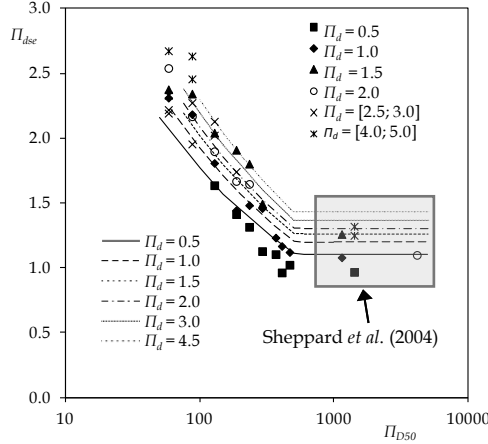 3.0
2.5
2.0
1.5
1.0
0.5
0.0
Π_dse
Π_d = 0.5
Π_d = 1.0
Π_d = 1.5
Π_d = 2.0
Π_d = [2.5; 3.0]
п_d = [4.0; 5.0]
Π_d = 0.5
Π_d = 1.0
Π_d = 1.5
Π_d = 2.0
Π_d = 3.0
Π_d = 4.5
Sheppard et al. (2004)
10
100
1000
10000
Π_D50